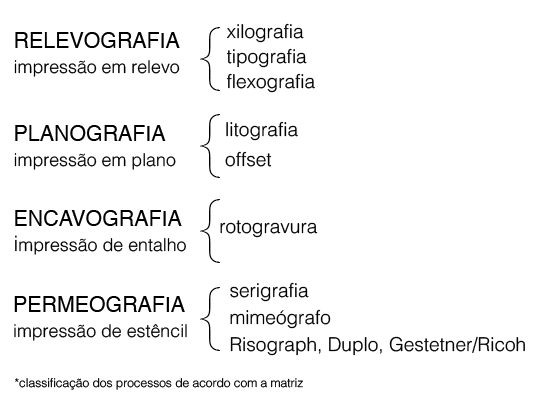 RELEVOGRAFIA
impressão em relevo
xilografia
tipografia
flexografia
PLANOGRAFIA
impressão em plano
litografia
offset
ENCAVOGRAFIA
impressão de entalho
rotogravura
PERMEOGRAFIA
impressão de estêncil
serigrafia
mimeógrafo
Risograph, Duplo, Gestetner/Ricoh
*classificação dos processos de acordo com a matriz